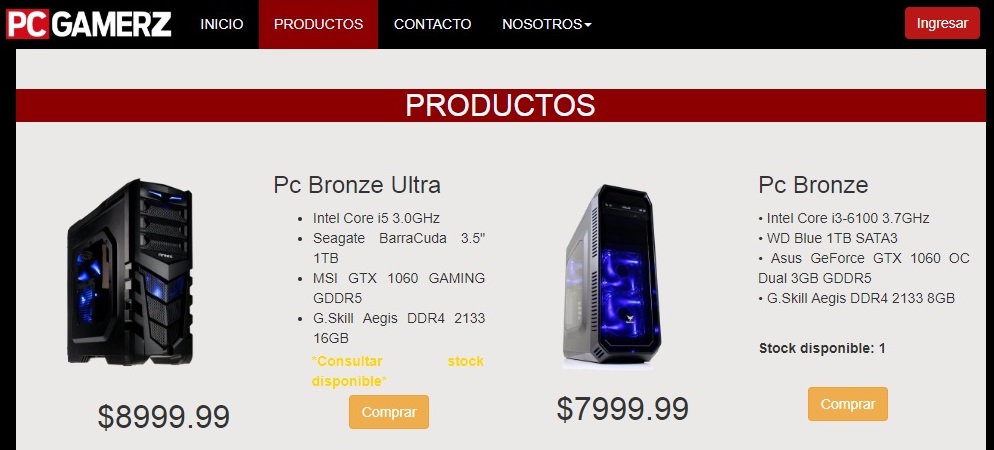 PC GAMERZ INICIO PRODUCTOS CONTACTO NOSOTROS Ingresar
PRODUCTOS
Pc Bronze Ultra
• Intel Core i5 3.0GHz
• Seagate BarraCuda 3.5"
1TB
• MSI GTX 1060 GAMING
GDDR5
• G.Skill Aegis DDR4 2133
16GB
*Consultar stock
disponible*
$8999.99
Comprar
Pc Bronze
• Intel Core i3-6100 3.7GHz
• WD Blue 1TB SATA3
• Asus GeForce GTX 1060 OC
Dual 3GB GDDR5
• G.Skill Aegis DDR4 2133 8GB
Stock disponible: 1
$7999.99
Comprar